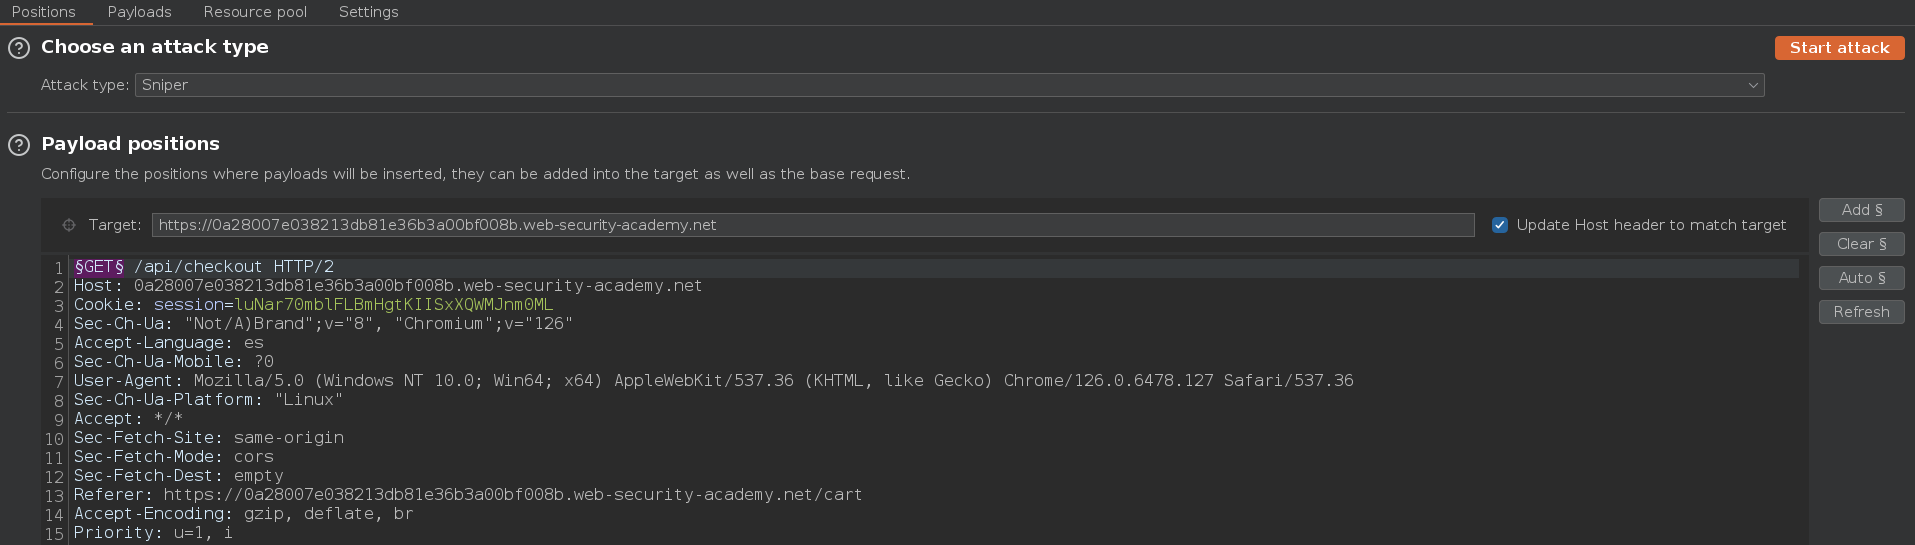 Positions Payloads Resource pool Settings
? Choose an attack type
Start attack
Attack type: Sniper
? Payload positions
Configure the positions where payloads will be inserted, they can be added into the target as well as the base request.
Target: https://0a28007e038213db81e36b3a00bf008b.web-security-academy.net Update Host header to match target
Add §
Clear §
Auto §
Refresh
1 §GET§ /api/checkout HTTP/2
2 Host: 0a28007e038213db81e36b3a00bf008b.web-security-academy.net
3 Cookie: session=luNar70mblFLBmHgtKIISxXQWMJnm0ML
4 Sec-Ch-Ua: "Not/A)Brand";v="8", "Chromium";v="126"
5 Accept-Language: es
6 Sec-Ch-Ua-Mobile: ?0
7 User-Agent: Mozilla/5.0 (Windows NT 10.0; Win64; x64) AppleWebKit/537.36 (KHTML, like Gecko) Chrome/126.0.6478.127 Safari/537.36
8 Sec-Ch-Ua-Platform: "Linux"
9 Accept: */*
10 Sec-Fetch-Site: same-origin
11 Sec-Fetch-Mode: cors
12 Sec-Fetch-Dest: empty
13 Referer: https://0a28007e038213db81e36b3a00bf008b.web-security-academy.net/cart
14 Accept-Encoding: gzip, deflate, br
15 Priority: u=1, i